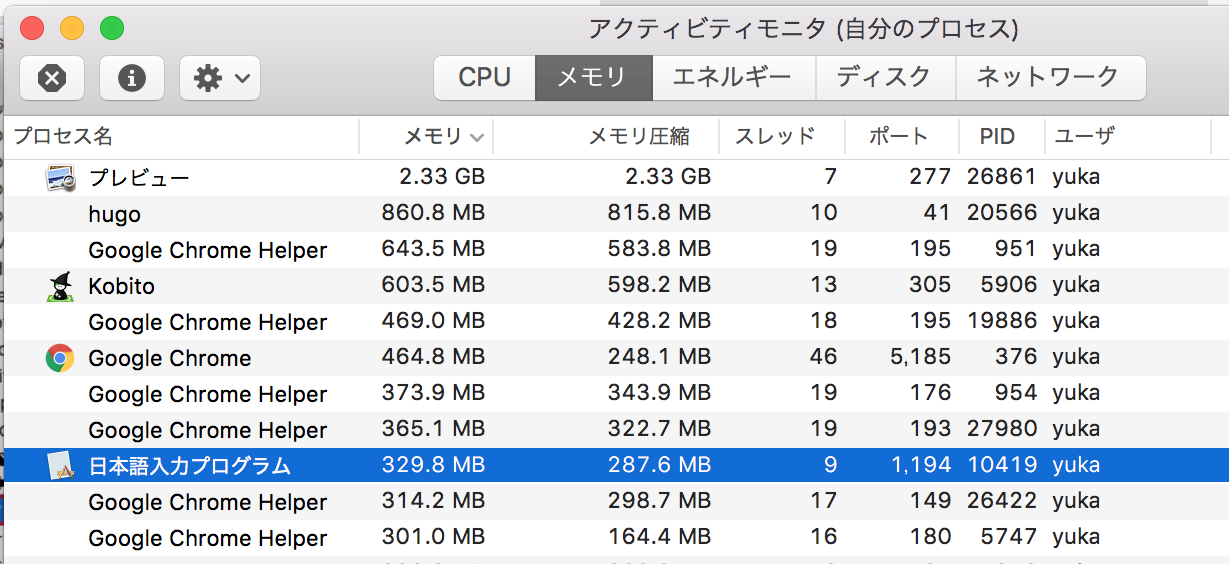 アクティビティモニタ (自分のプロセス)
CPU メモリ エネルギー ディスク ネットワーク
プロセス名 メモリ メモリ圧縮 スレッド ポート PID ユーザ
プレビュー 2.33 GB 2.33 GB 7 277 26861 yuka
hugo 860.8 MB 815.8 MB 10 41 20566 yuka
Google Chrome Helper 643.5 MB 583.8 MB 19 195 951 yuka
Kobito 603.5 MB 598.2 MB 13 305 5906 yuka
Google Chrome Helper 469.0 MB 428.2 MB 18 195 19886 yuka
Google Chrome 464.8 MB 248.1 MB 46 5,185 376 yuka
Google Chrome Helper 373.9 MB 343.9 MB 19 176 954 yuka
Google Chrome Helper 365.1 MB 322.7 MB 19 193 27980 yuka
日本語入力プログラム 329.8 MB 287.6 MB 9 1,194 10419 yuka
Google Chrome Helper 314.2 MB 298.7 MB 17 149 26422 yuka
Google Chrome Helper 301.0 MB 164.4 MB 16 180 5747 yuka